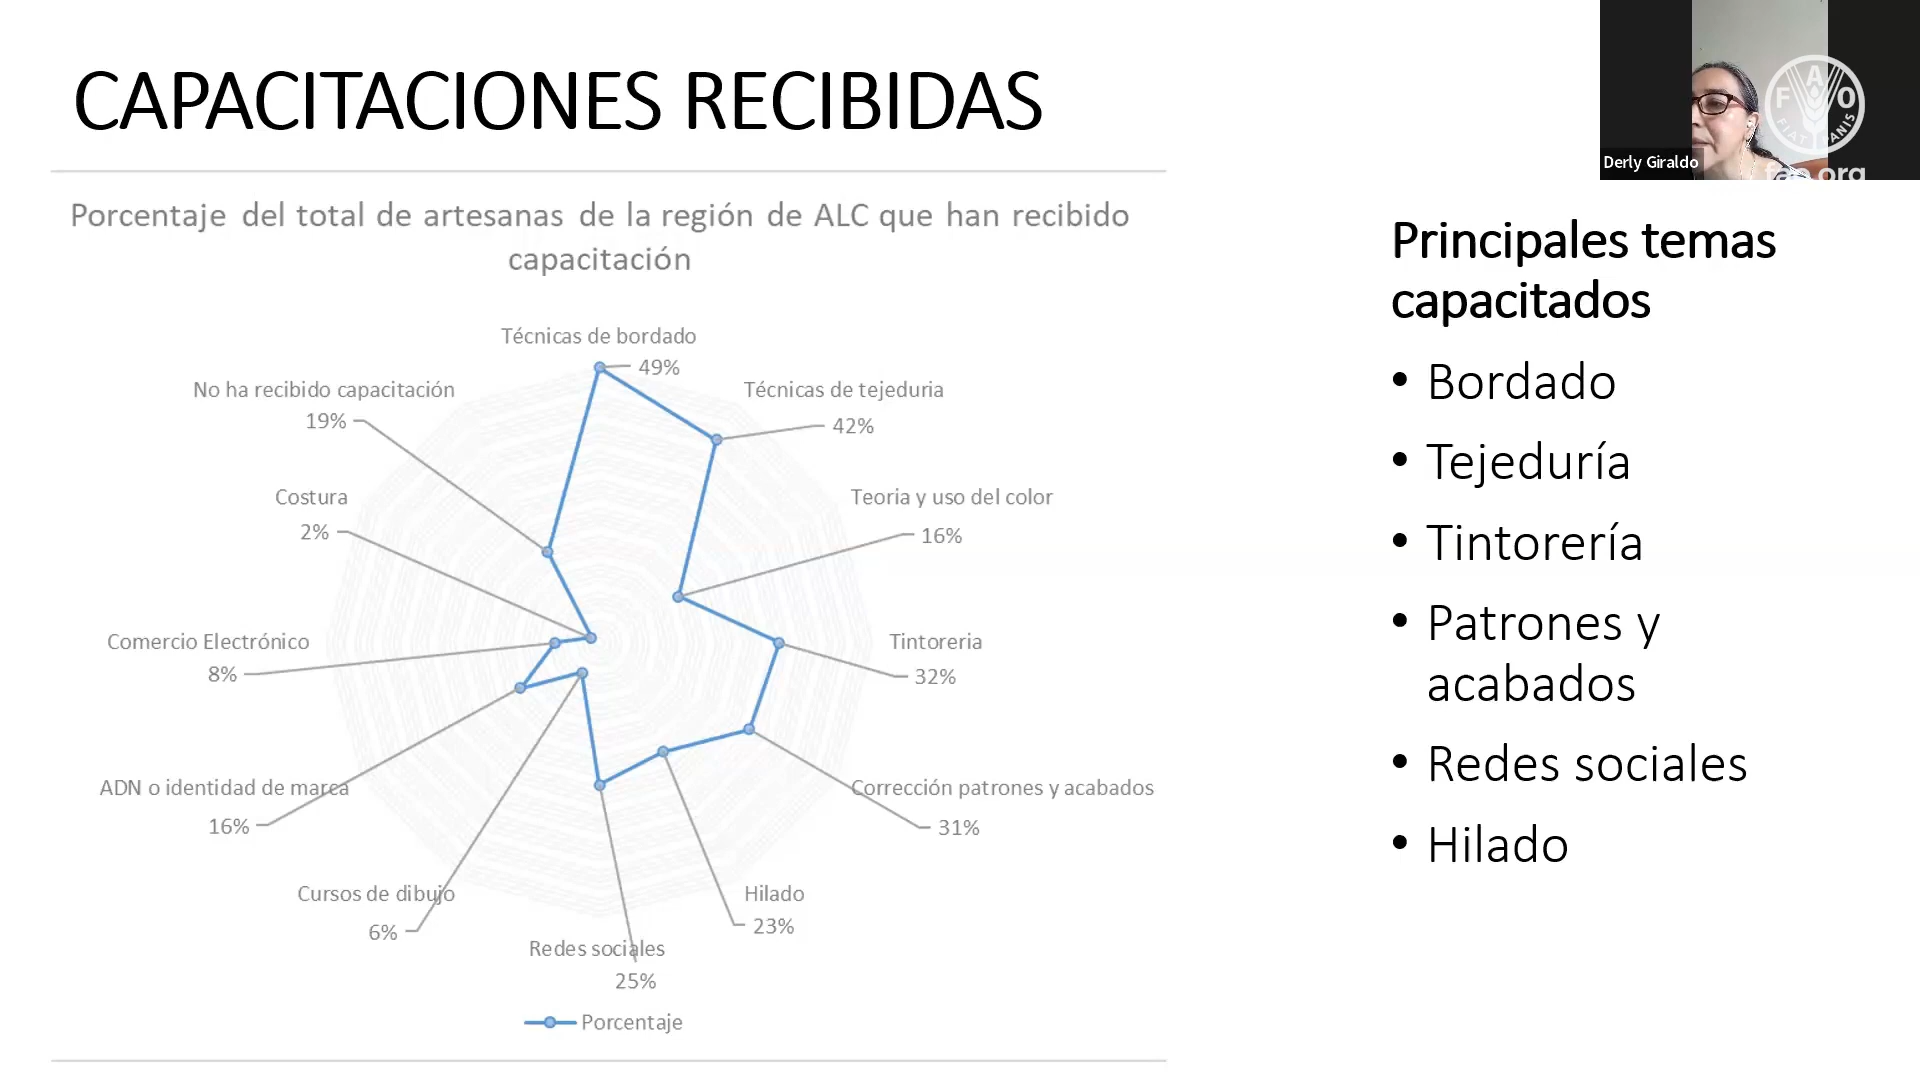 CAPACITACIONES RECIBIDAS
Porcentaje del total de artesanas de la región de ALC que han recibido
capacitación
Técnicas de bordado
49%
Técnicas de tejeduria
42%
Teoria y uso del color
16%
Tintoreria
32%
Corrección patrones y acabados
31%
Hilado
23%
Redes sociales
25%
Cursos de dibujo
6%
ADN o identidad de marca
16%
Comercio Electrónico
8%
Costura
2%
No ha recibido capacitación
19%
Porcentaje
Derly Giraldo
F A O
FIAT PANIS
fao.org
Principales temas
capacitados
• Bordado
• Tejeduría
• Tintorería
• Patrones y
acabados
• Redes sociales
• Hilado